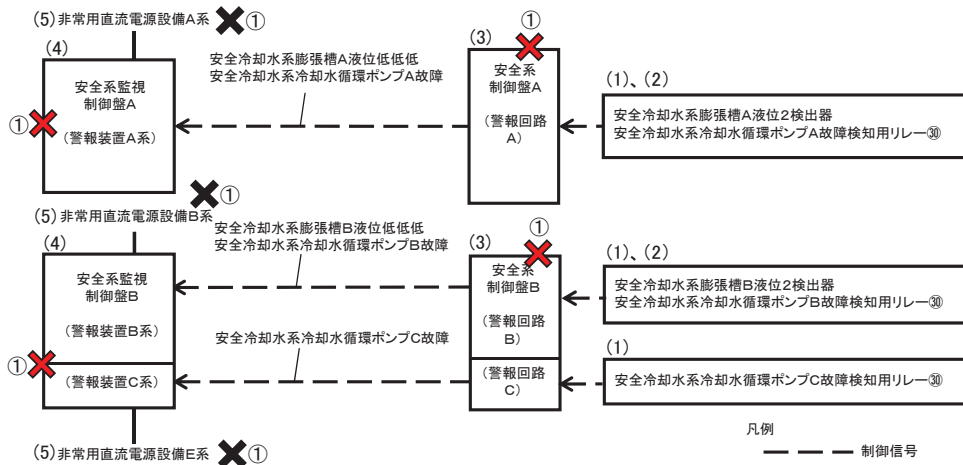 (5)非常用直流電源設備A系 ①
(4)
安全系監視
制御盤A
(警報装置A系)
①
安全冷却水系膨張槽A液位低低低
安全冷却水系冷却水循環ポンプA故障
(3)
①
安全系
制御盤A
(警報回路
A)
(1)、(2)
安全冷却水系膨張槽A液位2検出器
安全冷却水系冷却水循環ポンプA故障検知用リレー㉚
①
(5)非常用直流電源設備B系
(4)
安全系監視
制御盤B
(警報装置B系)
①
(警報装置C系)
安全冷却水系膨張槽B液位低低低
安全冷却水系冷却水循環ポンプB故障
安全冷却水系冷却水循環ポンプC故障
(3)
①
安全系
制御盤B
(警報回路
B)
(警報回路
C)
(1)、(2)
安全冷却水系膨張槽B液位2検出器
安全冷却水系冷却水循環ポンプB故障検知用リレー㉚
(1)
安全冷却水系冷却水循環ポンプC故障検知用リレー㉚
(5)非常用直流電源設備E系 ①
凡例
制御信号